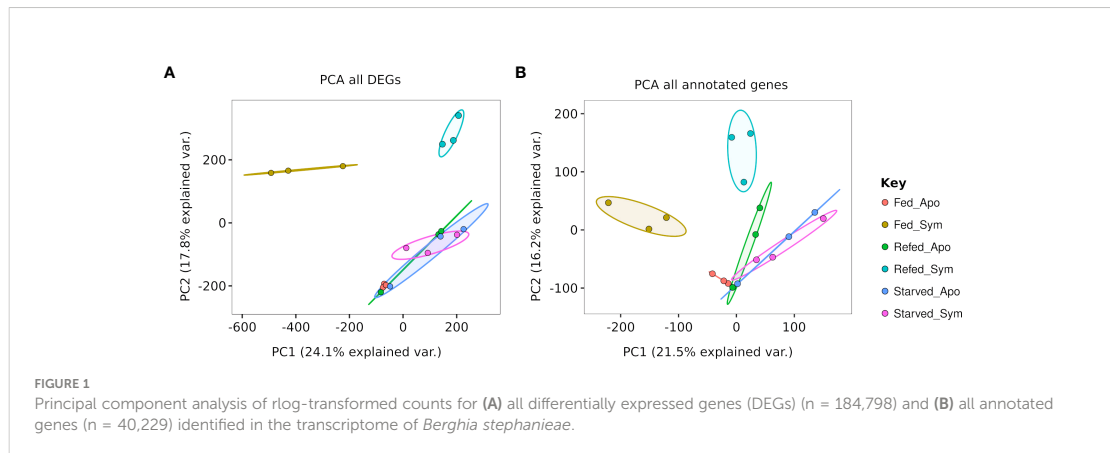 A
PCA all DEGs
PC2 (17.8% explained var.)
200
0
-200
-600
-400
-200
0
200
PC1 (24.1% explained var.)
B
PCA all annotated genes
PC2 (16.2% explained var.)
200
100
0
-100
-200
-100
0
100
PC1 (21.5% explained var.)
Key
Fed_Apo
Fed_Sym
Refed_Apo
Refed_Sym
Starved_Apo
Starved_Sym
FIGURE 1
Principal component analysis of rlog-transformed counts for (A) all differentially expressed genes (DEGs) (n = 184,798) and (B) all annotated
genes (n = 40,229) identified in the transcriptome of Berghia stephanieae.